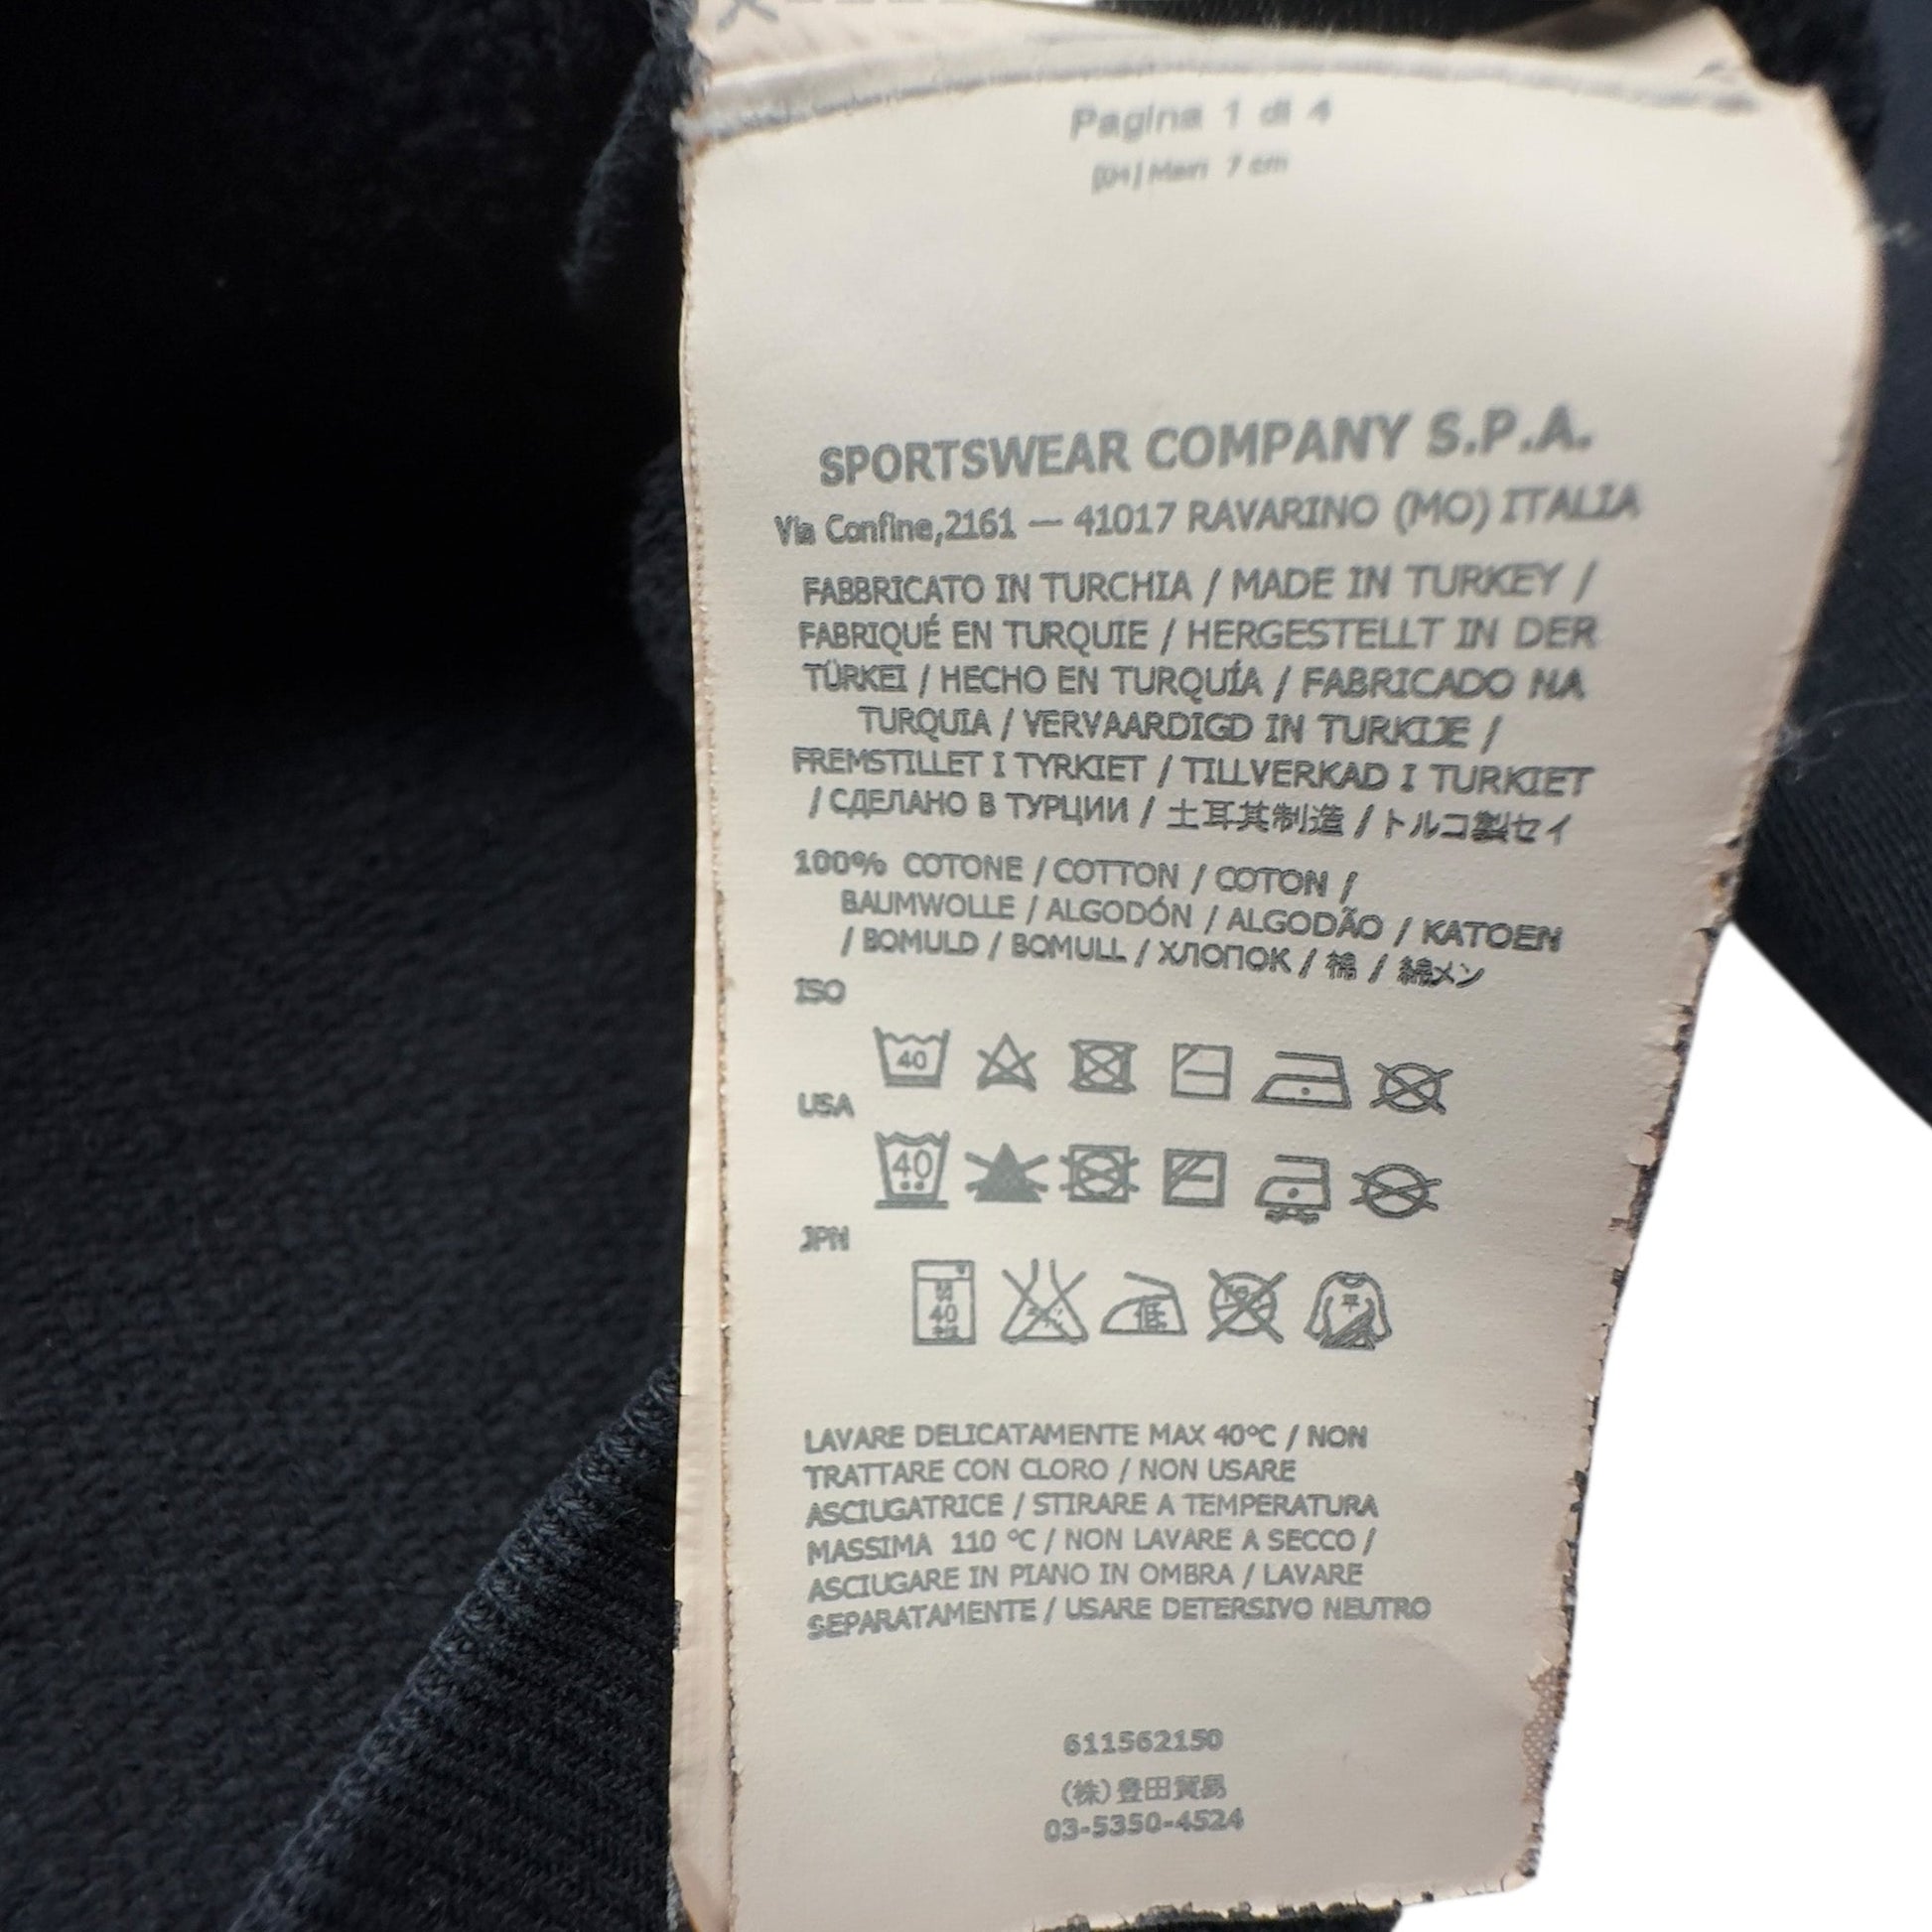 Pagina 1 di 4
7 cm
SPORTSWEAR COMPANY S.P.A.
Via Confine,2161 — 41017 RAVARINO (MO) ITALIA
FABBRICATO IN TURCHIA / MADE IN TURKEY /
FABRIQUÉ EN TURQUIE / HERGESTELLT IN DER
TÜRKEI / HECHO EN TURQUÍA / FABRICADO NA
TURQUIA / VERVAARDIGD IN TURKIJE /
FREMSTILLET I TYRKIET / TILLVERKAD I TURKIET
/ СДЕЛАНО В ТУРЦИИ / 土耳其制造 / トルコ製セイ
100% COTONE / COTTON / COTON /
BAUMWOLLE / ALGODÓN / ALGODÃO / KATOEN
/ BOMULD / BOMULL / ХЛОПОК / 棉 / 綿メン
ISO
40
USA
40
JPN
40
低
平
LAVARE DELICATAMENTE MAX 40°C / NON
TRATTARE CON CLORO / NON USARE
ASCIUGATRICE / STIRARE A TEMPERATURA
MASSIMA 110 °C / NON LAVARE A SECCO /
ASCIUGARE IN PIANO IN OMBRA / LAVARE
SEPARATAMENTE / USARE DETERSIVO NEUTRO
611562150
(株)豊田貿易
03-5350-4524